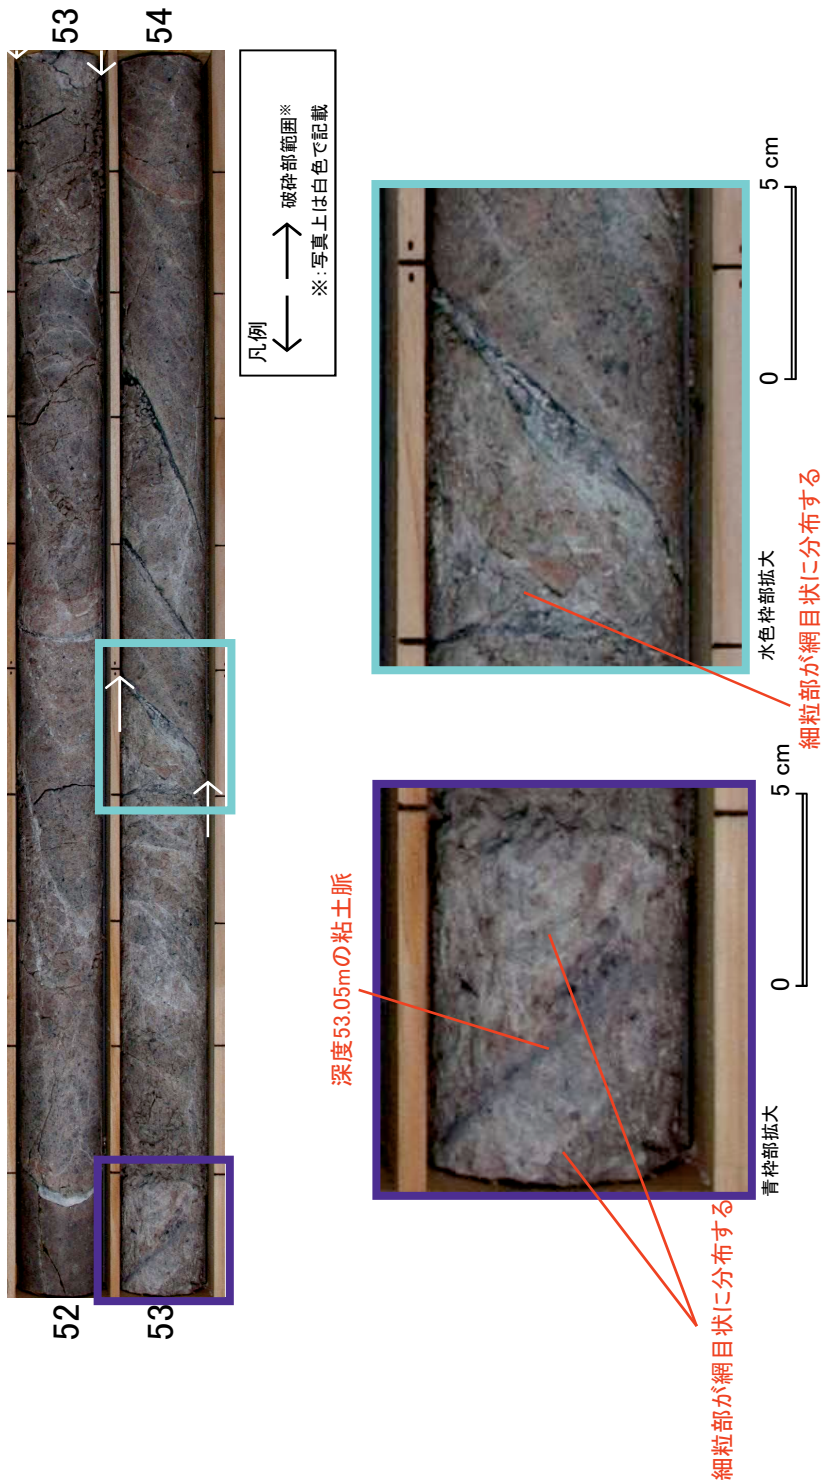 52
53
53
54
凡例
破砕部範囲※
※:写真上は白色で記載
深度53.05mの粘土脈
細粒部が網目状に分布する
青枠部拡大
0
5 cm
細粒部が網目状に分布する
水色枠部拡大
0
5 cm